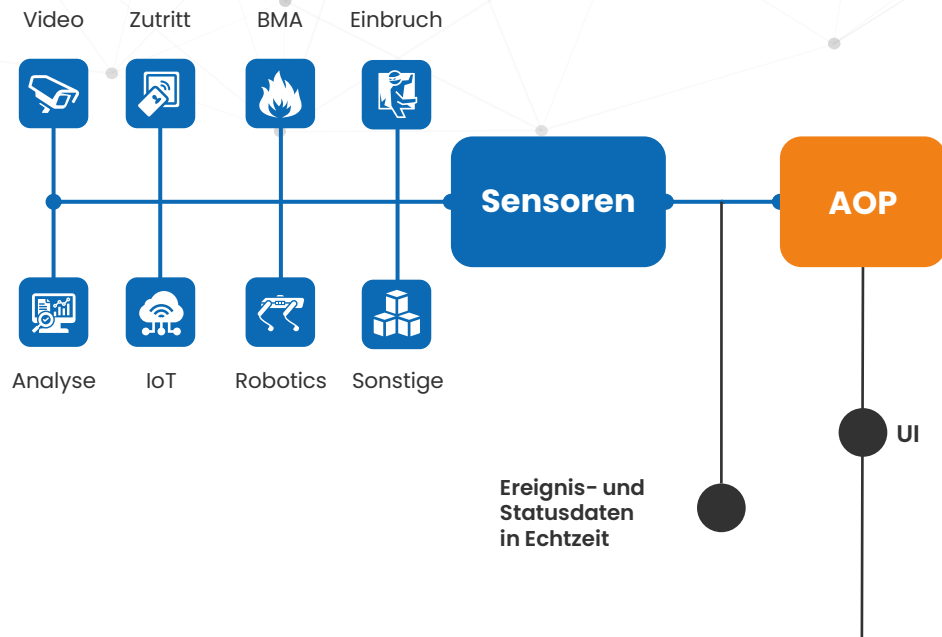 Video
Zutritt
BMA
Einbruch
Sensoren
AOP
Analyse
IoT
Robotics
Sonstige
UI
Ereignis- und
Statusdaten
in Echtzeit